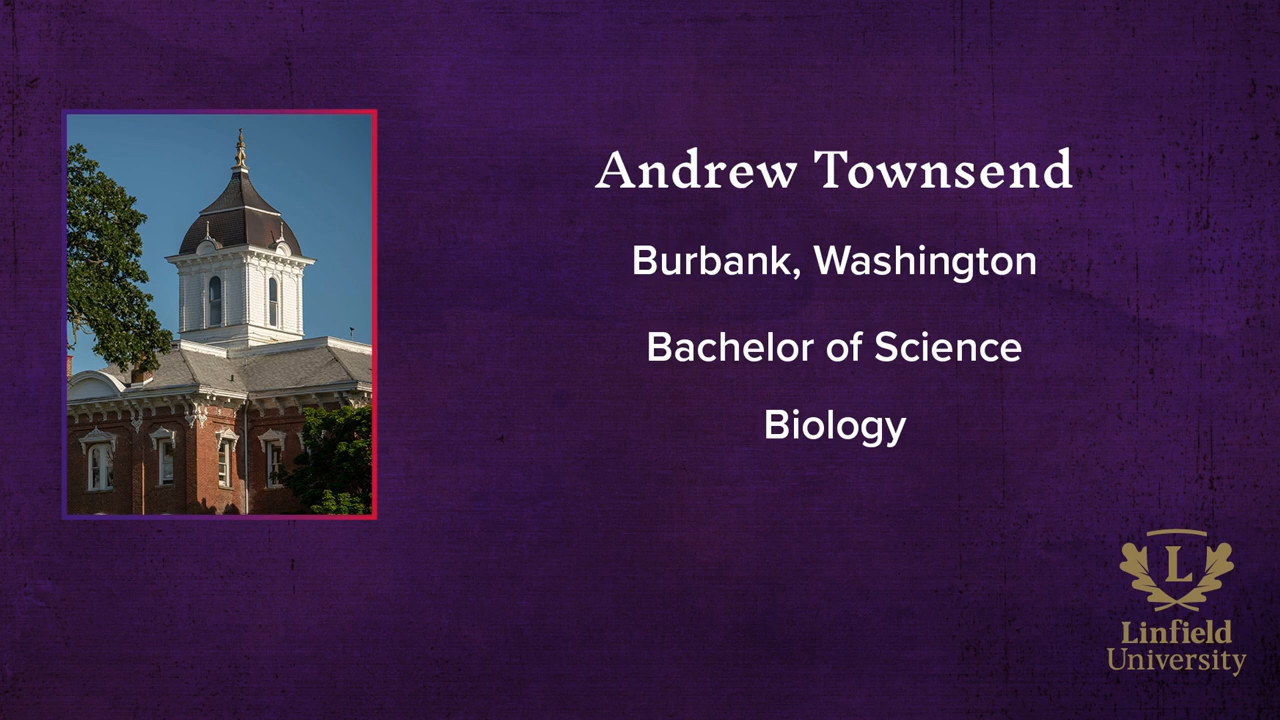 Andrew Townsend
Burbank, Washington
Bachelor of Science
Biology
L
Linfield
University